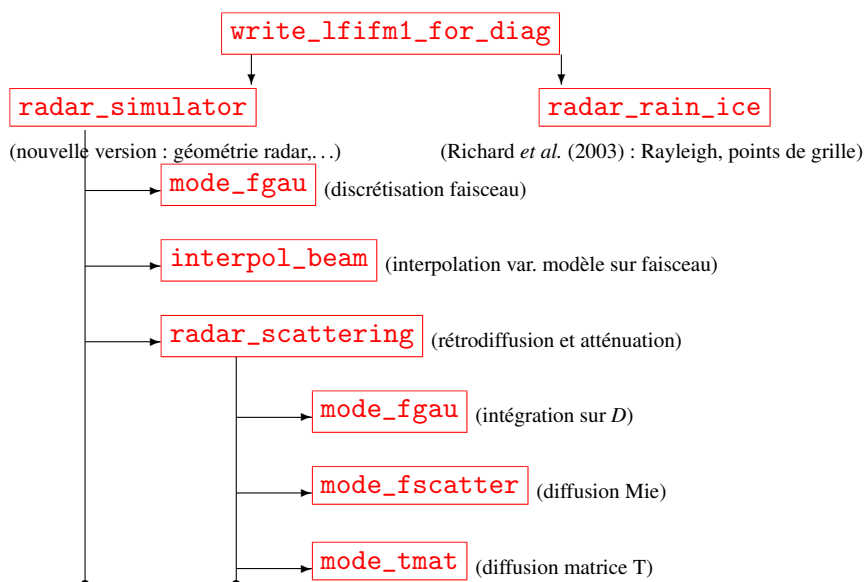 write_lfifm1_for_diag
radar_simulator
radar_rain_ice
(nouvelle version : géométrie radar,...)
(Richard et al. (2003) : Rayleigh, points de grille)
mode_fgau (discrétisation faisceau)
interpol_beam (interpolation var. modèle sur faisceau)
radar_scattering (rétrodiffusion et atténuation)
mode_fgau (intégration sur D)
mode_fscatter (diffusion Mie)
mode_tmat (diffusion matrice T)